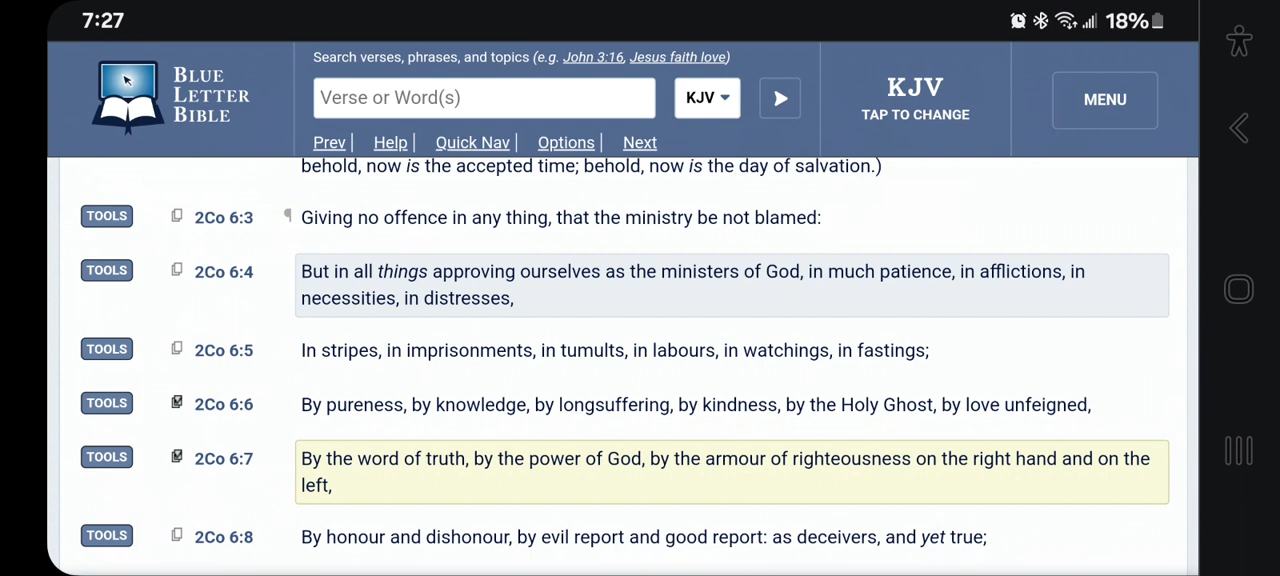 7:27
18%
BLUE
LETTER
BIBLE
Search verses, phrases, and topics (e.g. John 3:16, Jesus faith love)
Verse or Word(s)
KJV
Prev | Help | Quick Nav | Options | Next
KJV
TAP TO CHANGE
MENU
behold, now is the accepted time; behold, now is the day of salvation.)
TOOLS 2Co 6:3 ¶ Giving no offence in any thing, that the ministry be not blamed:
TOOLS 2Co 6:4 But in all things approving ourselves as the ministers of God, in much patience, in afflictions, in
necessities, in distresses,
TOOLS 2Co 6:5 In stripes, in imprisonments, in tumults, in labours, in watchings, in fastings;
TOOLS 2Co 6:6 By pureness, by knowledge, by longsuffering, by kindness, by the Holy Ghost, by love unfeigned,
TOOLS 2Co 6:7 By the word of truth, by the power of God, by the armour of righteousness on the right hand and on the
left,
TOOLS 2Co 6:8 By honour and dishonour, by evil report and good report: as deceivers, and yet true;